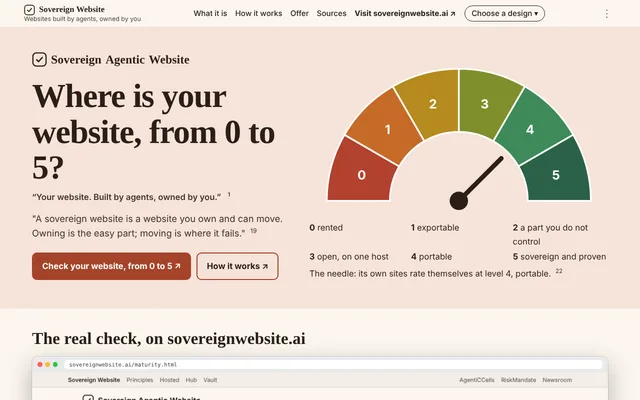 Sovereign Website
Websites built by agents, owned by you
What it is
How it works
Offer
Sources
Visit sovereignwebsite.ai ↗
Choose a design ▾
⋮
Sovereign Agentic Website
Where is your
website, from 0 to
5?
“Your website. Built by agents, owned by you.” 1
"A sovereign website is a website you own and can move.
Owning is the easy part; moving is where it fails." 19
Check your website, from 0 to 5 ↗
How it works ↗
0
1
2
3
4
5
0 rented
1 exportable
2 a part you do not
control
3 open, on one host
4 portable
5 sovereign and proven
The needle: its own sites rate themselves at level 4, portable. 22
The real check, on sovereignwebsite.ai
sovereignwebsite.ai/maturity.html
Sovereign Website
Principles
Hosted
Hub
Vault
AgentiCCells
RiskMandate
Newsroom
Sovereign Agentic Website